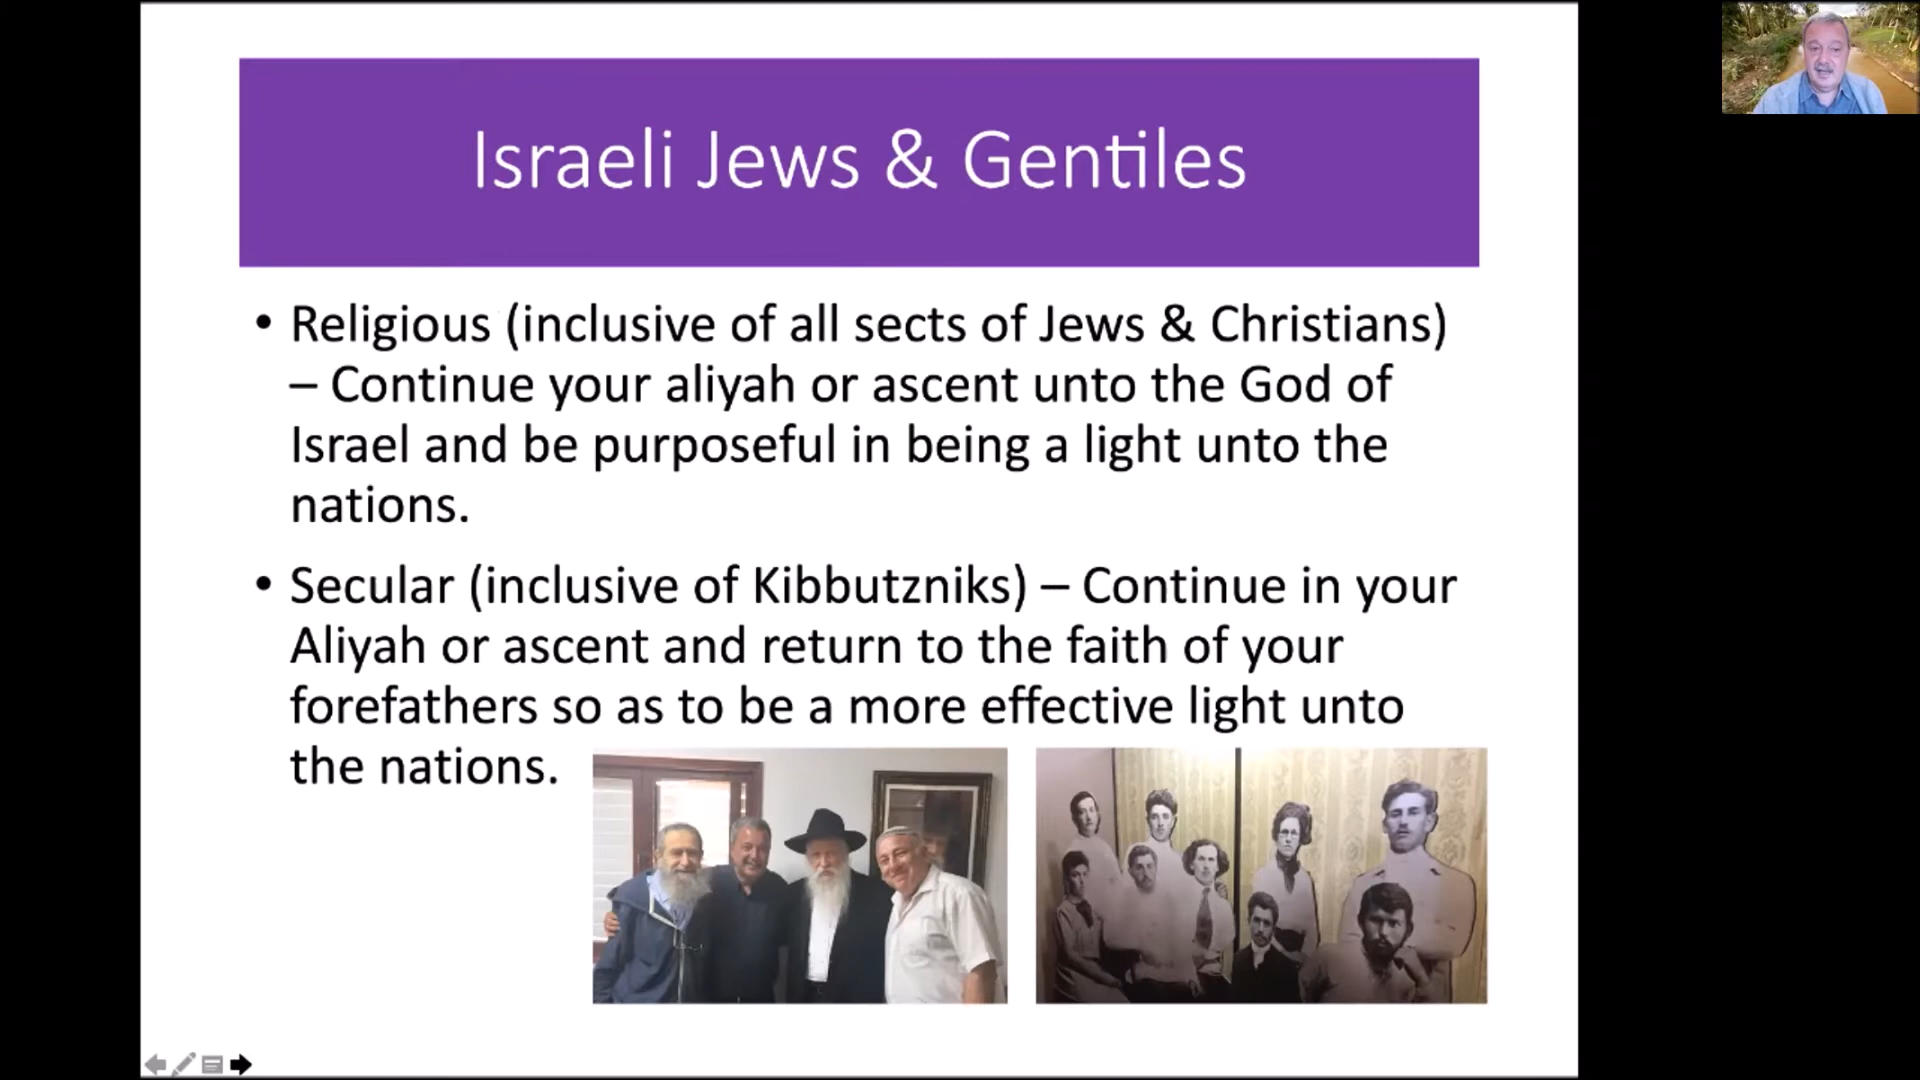 Israeli Jews & Gentiles
• Religious (inclusive of all sects of Jews & Christians)
– Continue your aliyah or ascent unto the God of
Israel and be purposeful in being a light unto the
nations.
• Secular (inclusive of Kibbutzniks) – Continue in your
Aliyah or ascent and return to the faith of your
forefathers so as to be a more effective light unto
the nations.